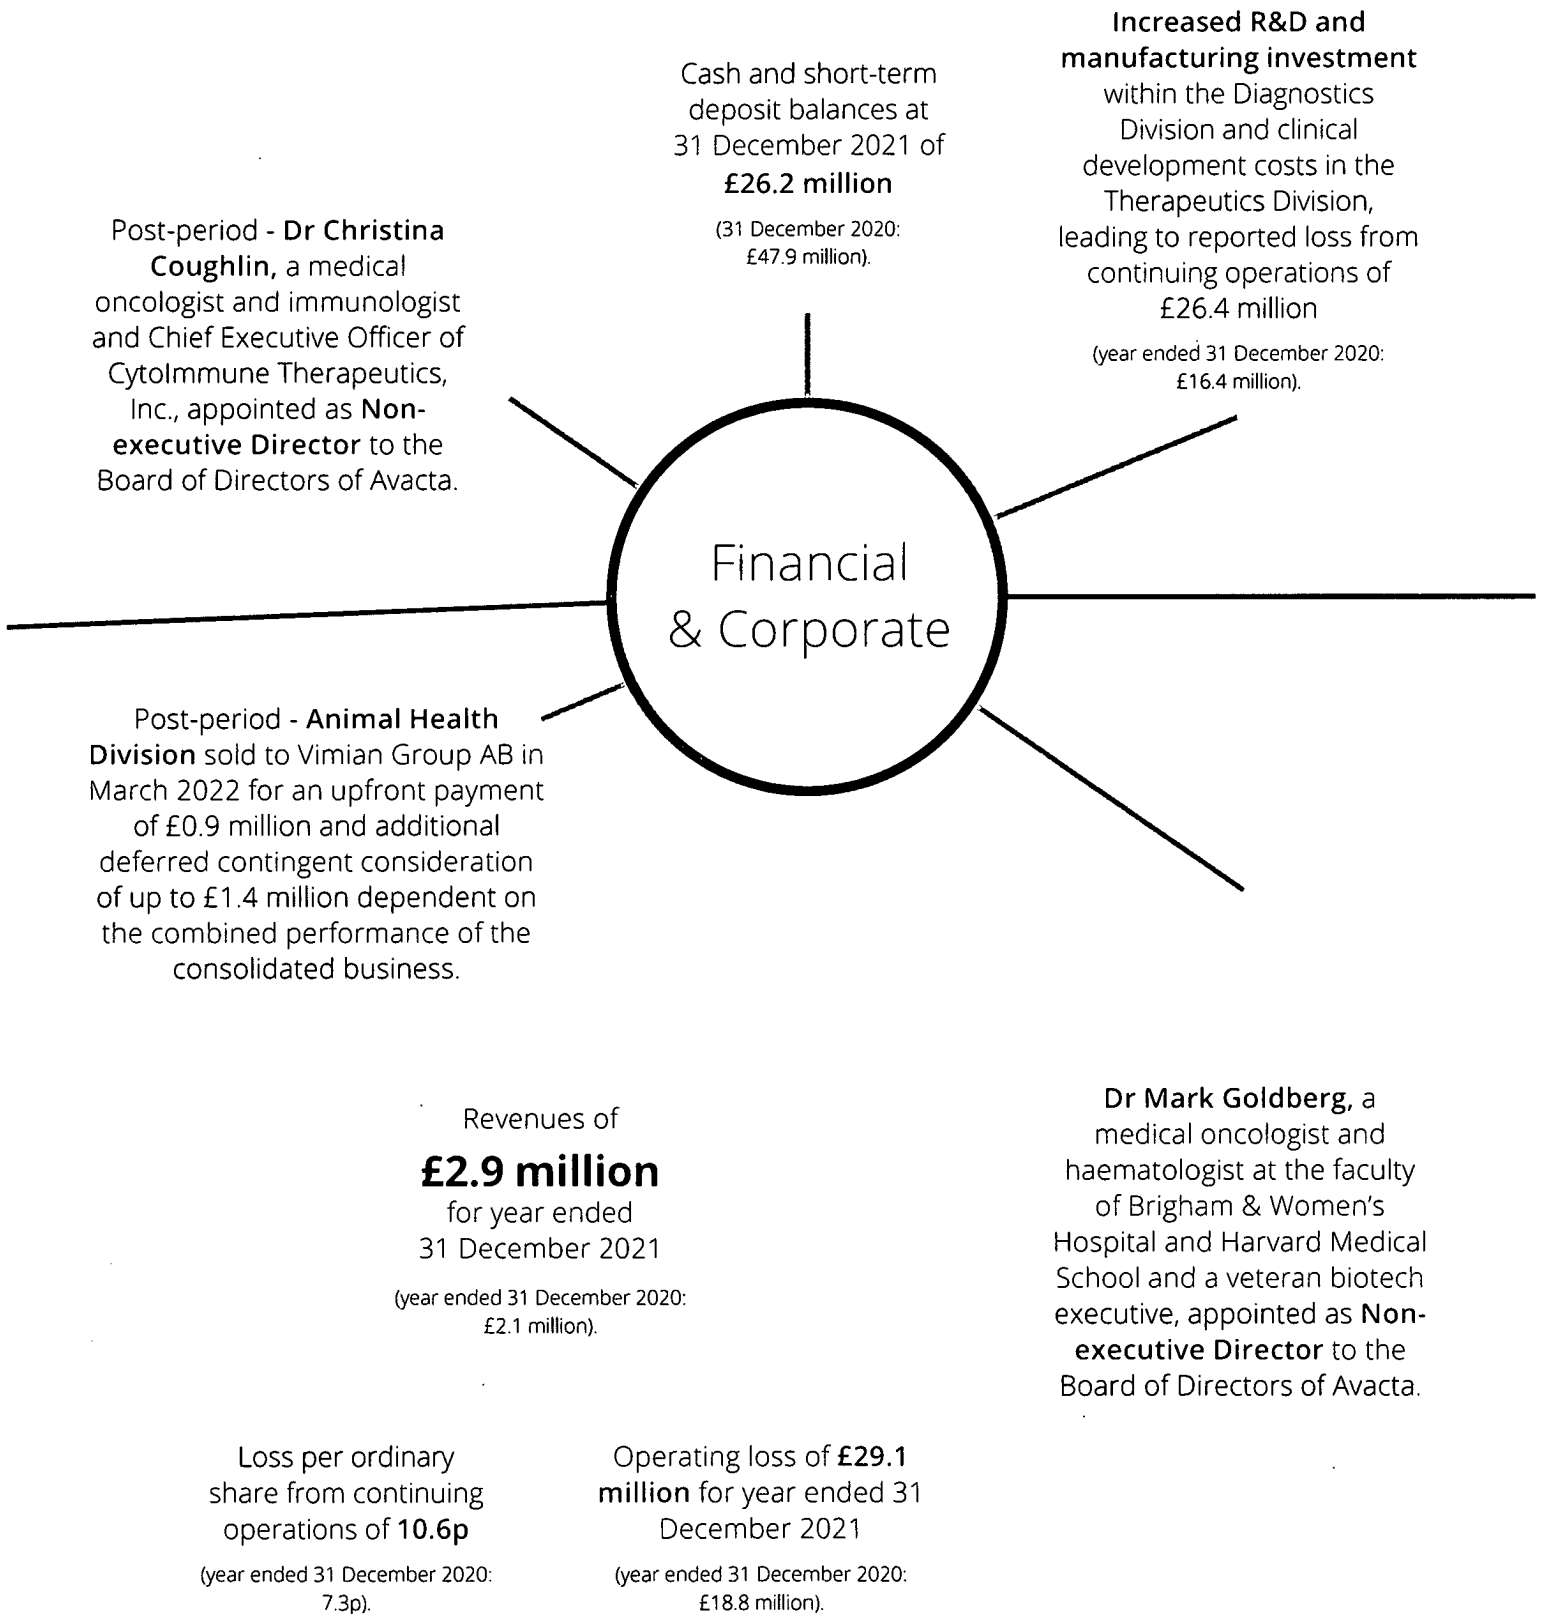 Increased R&D and
manufacturing investment
within the Diagnostics
Division and clinical
development costs in the
Therapeutics Division,
leading to reported loss from
continuing operations of
£26.4 million
(year ended 31 December 2020:
£16.4 million).
Cash and short-term
deposit balances at
31 December 2021 of
£26.2 million
(31 December 2020:
£47.9 million).
Post-period - Dr Christina
Coughlin, a medical
oncologist and immunologist
and Chief Executive Officer of
CytoImmune Therapeutics,
Inc., appointed as Non-
executive Director to the
Board of Directors of Avacta.
Financial
& Corporate
Post-period - Animal Health
Division sold to Vimian Group AB in
March 2022 for an upfront payment
of £0.9 million and additional
deferred contingent consideration
of up to £1.4 million dependent on
the combined performance of the
consolidated business.
Revenues of
£2.9 million
for year ended
31 December 2021
(year ended 31 December 2020:
£2.1 million).
Dr Mark Goldberg, a
medical oncologist and
haematologist at the faculty
of Brigham & Women's
Hospital and Harvard Medical
School and a veteran biotech
executive, appointed as Non-
executive Director to the
Board of Directors of Avacta.
Loss per ordinary
share from continuing
operations of 10.6p
(year ended 31 December 2020:
7.3p).
Operating loss of £29.1
million for year ended 31
December 2021
(year ended 31 December 2020:
£18.8 million).